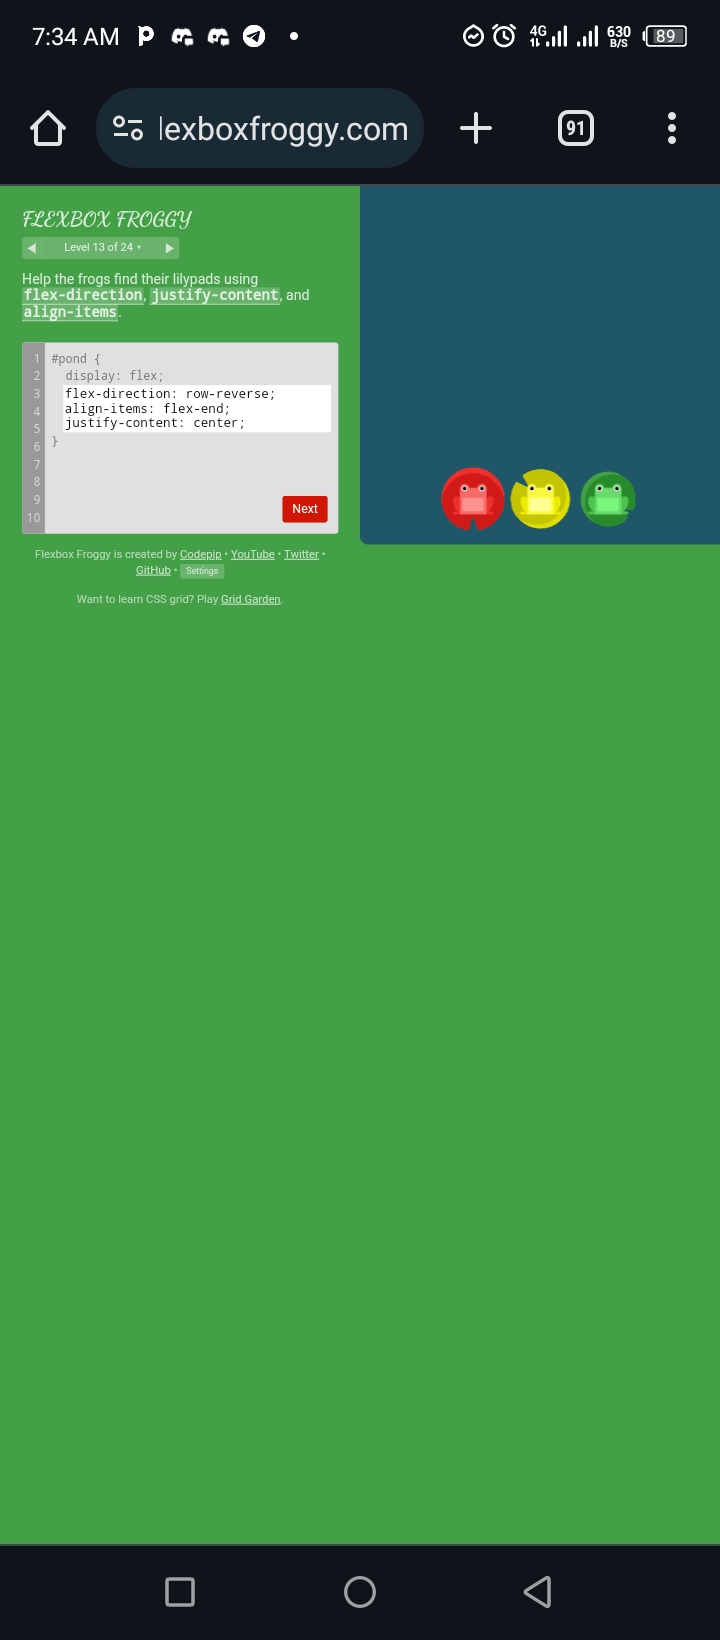 7:34 AM
4G
630
B/S
89
lexboxfroggy.com
91
FLEXBOX FROGGY
Level 13 of 24
Help the frogs find their lilypads using
flex-direction, justify-content, and
align-items.
1 #pond {
2 display: flex;
3 flex-direction: row-reverse;
4 align-items: flex-end;
5 justify-content: center;
6 }
7
8
9
10
Next
Flexbox Froggy is created by Codepip • YouTube • Twitter •
GitHub • Settings
Want to learn CSS grid? Play Grid Garden.